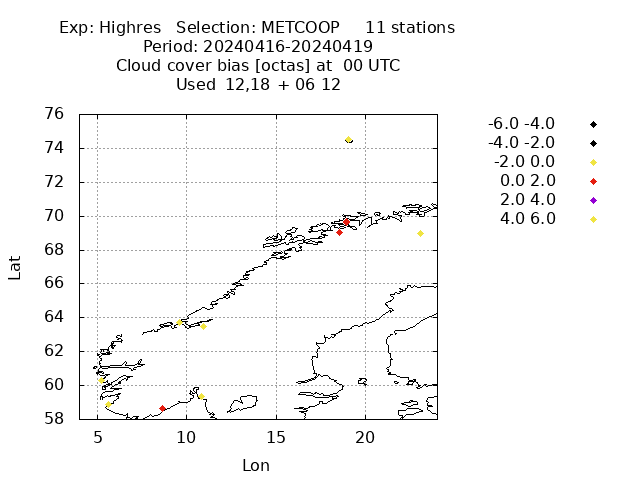 Exp: Highres   Selection: METCOOP     11 stations
Period: 20240416-20240419
Cloud cover bias [octas] at  00 UTC
Used  12,18  + 06 12
76
74
72
70
68
66
64
62
60
58
5 10 15 20
Lat
Lon
-6.0 -4.0
-4.0 -2.0
-2.0 0.0
0.0 2.0
2.0 4.0
4.0 6.0